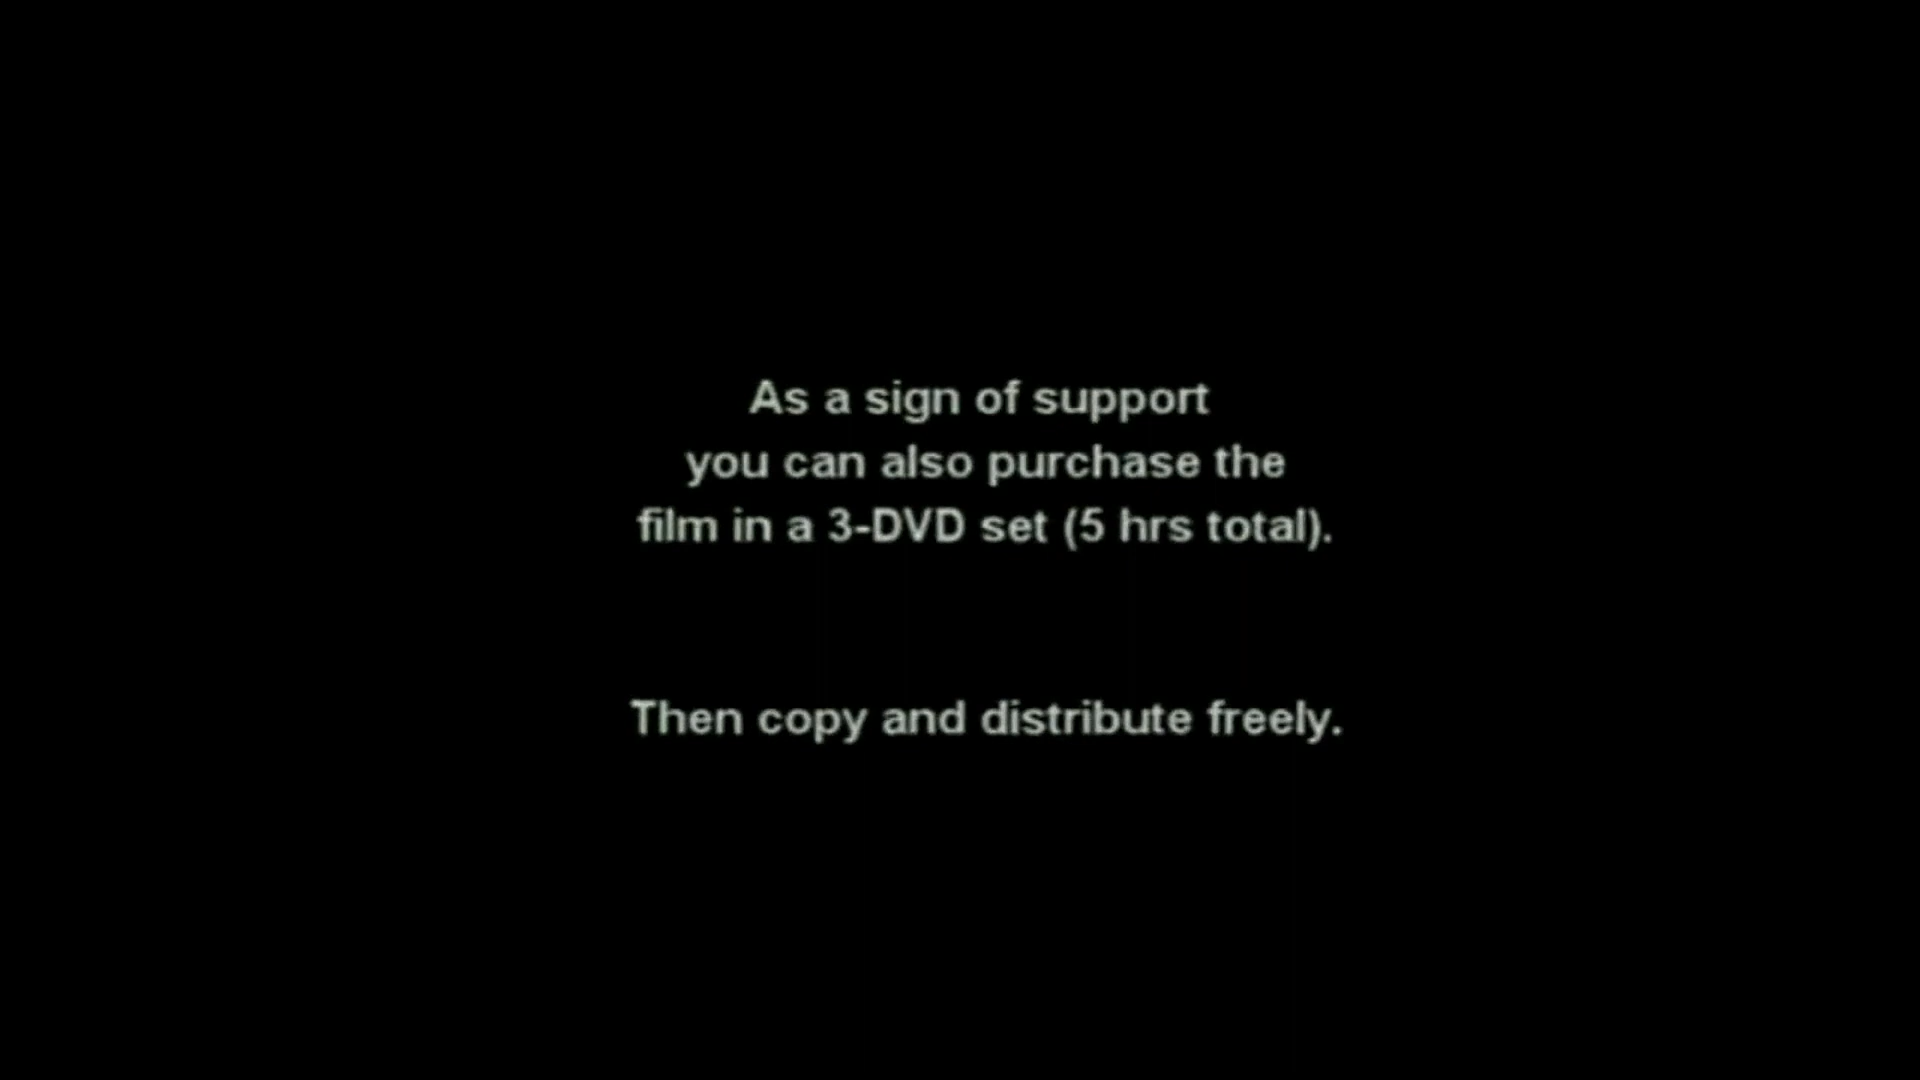 As a sign of support
you can also purchase the
film in a 3-DVD set (5 hrs total).
Then copy and distribute freely.